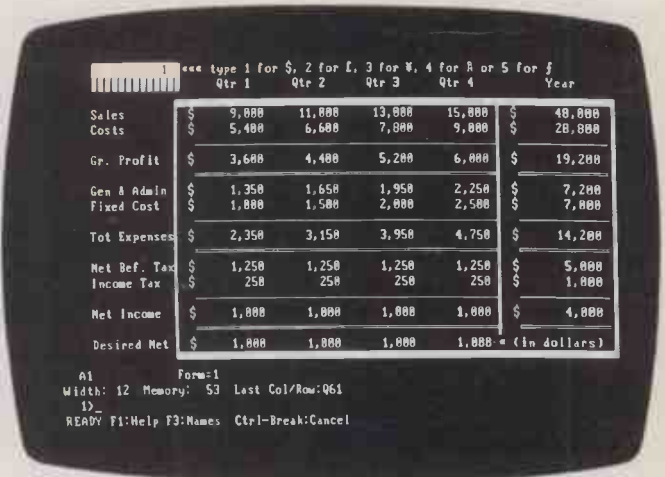 1 ««« type 1 for $, 2 for £, 3 for ¥, 4 for ₧ or 5 for ƒ
Qtr 1 Qtr 2 Qtr 3 Qtr 4 Year
Sales $ 9,000 11,000 13,000 15,000 $ 48,000
Costs $ 5,400 6,600 7,800 9,000 $ 28,800
Gr. Profit $ 3,600 4,400 5,200 6,000 $ 19,200
Gen & Admin $ 1,350 1,650 1,950 2,250 $ 7,200
Fixed Cost $ 1,000 1,500 2,000 2,500 $ 7,000
Tot Expenses $ 2,350 3,150 3,950 4,750 $ 14,200
Net Bef. Tax $ 1,250 1,250 1,250 1,250 $ 5,000
Income Tax $ 250 250 250 250 $ 1,000
Net Income $ 1,000 1,000 1,000 1,000 $ 4,000
Desired Net $ 1,000 1,000 1,000 1,000 « (in dollars)
A1 Form=1
Width: 12 Memory: 53 Last Col/Row:Q61
1>_
READY F1:Help F3:Names Ctrl-Break:Cancel